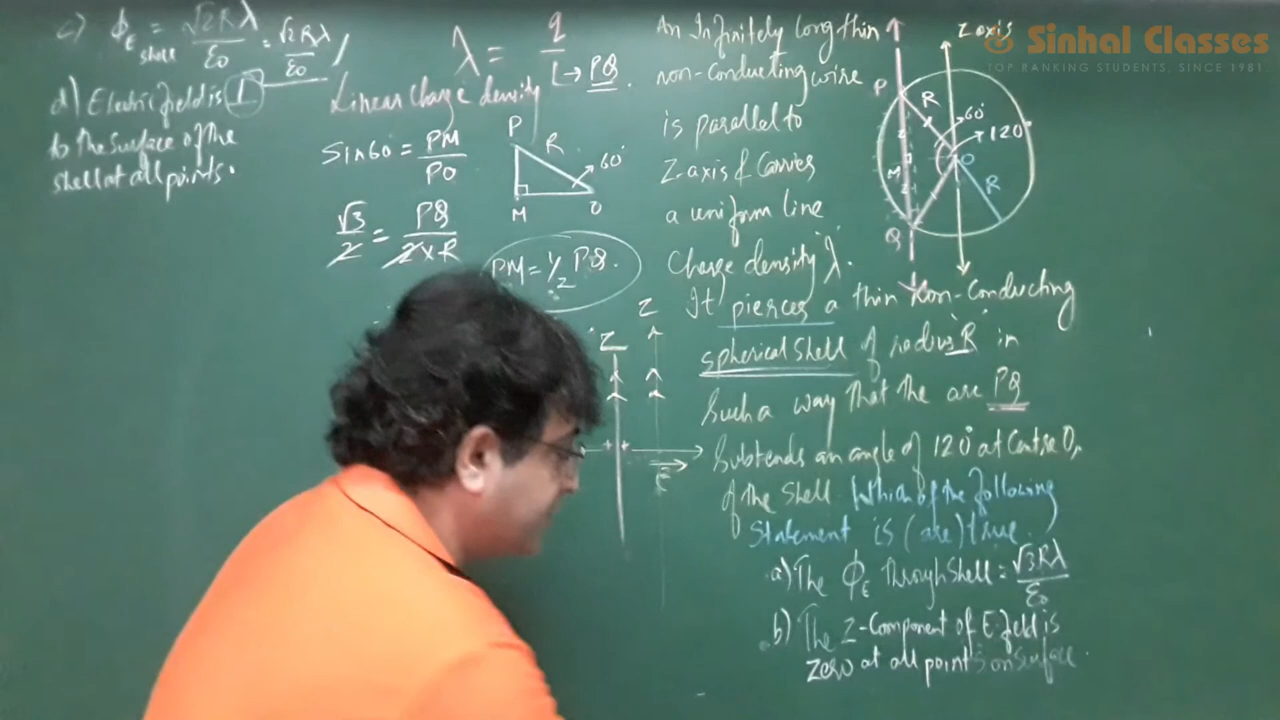 c) ϕE shell = √2Rλ/ε0 = √2Rλ/ε0
d) Electric field is ⊥
to the surface of the
shell at all points.
λ = q/L → PQ
Linear charge density
Sin60 = PM/PO
P
R
60°
M
O
√3/2 = PQ/2×R
PM = 1/2 PQ.
Z
Z
+ +
E
An Infinitely long thin
non-Conducting wire
is parallel to
Z-axis & Carries
a uniform line
Charge density λ.
It pierces a thin Non-Conducting
spherical shell of radius "R" in
Such a way that the arc PQ
Subtends an angle of 120° at Centre O,
of the Shell Which of the following
Statement is (are) true.
a) The ϕE Through Shell = √3Rλ/ε0
b) The Z-Component of E.field is
zero at all points on surface.
Z axis
P
R
60°
120°
O
M
R
Q
Sinhal Classes
TOP RANKING STUDENTS, SINCE 1981